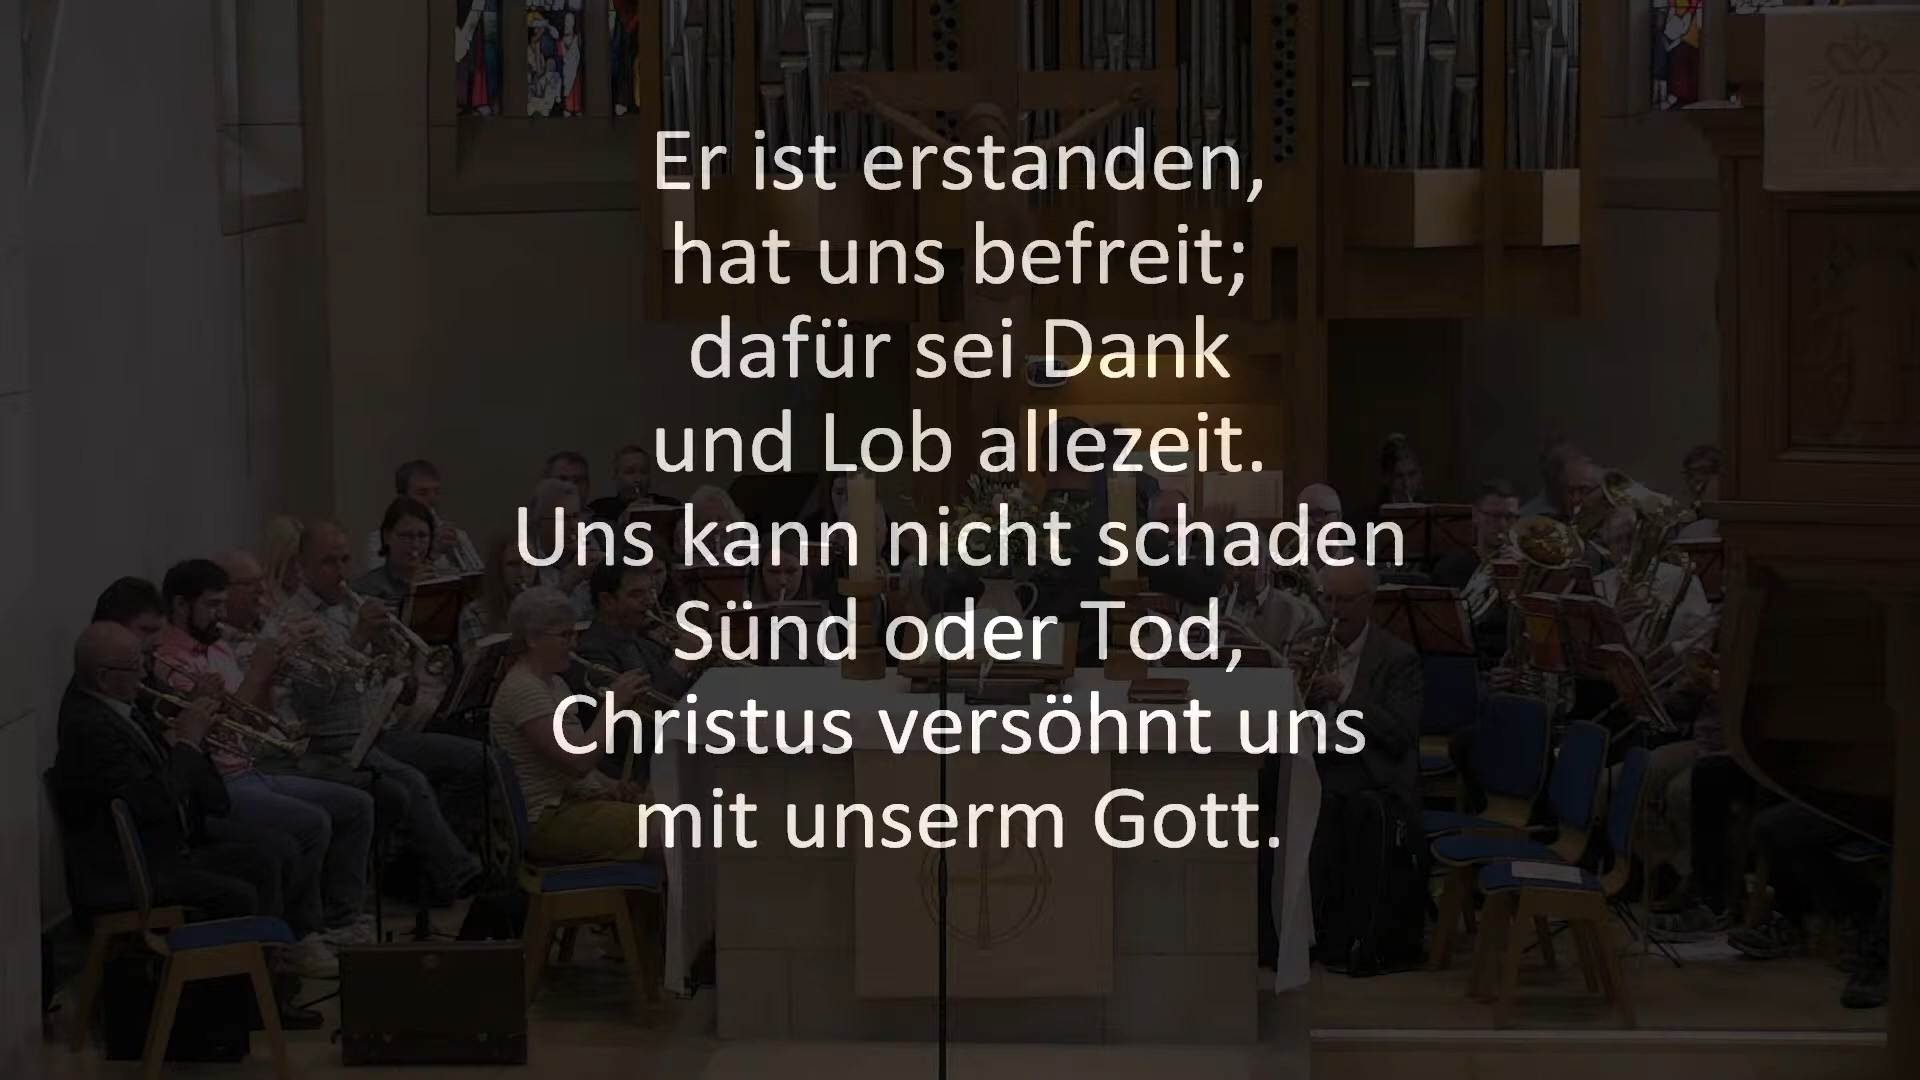 Er ist erstanden,
hat uns befreit;
dafür sei Dank
und Lob allezeit.
Uns kann nicht schaden
Sünd oder Tod,
Christus versöhnt uns
mit unserm Gott.